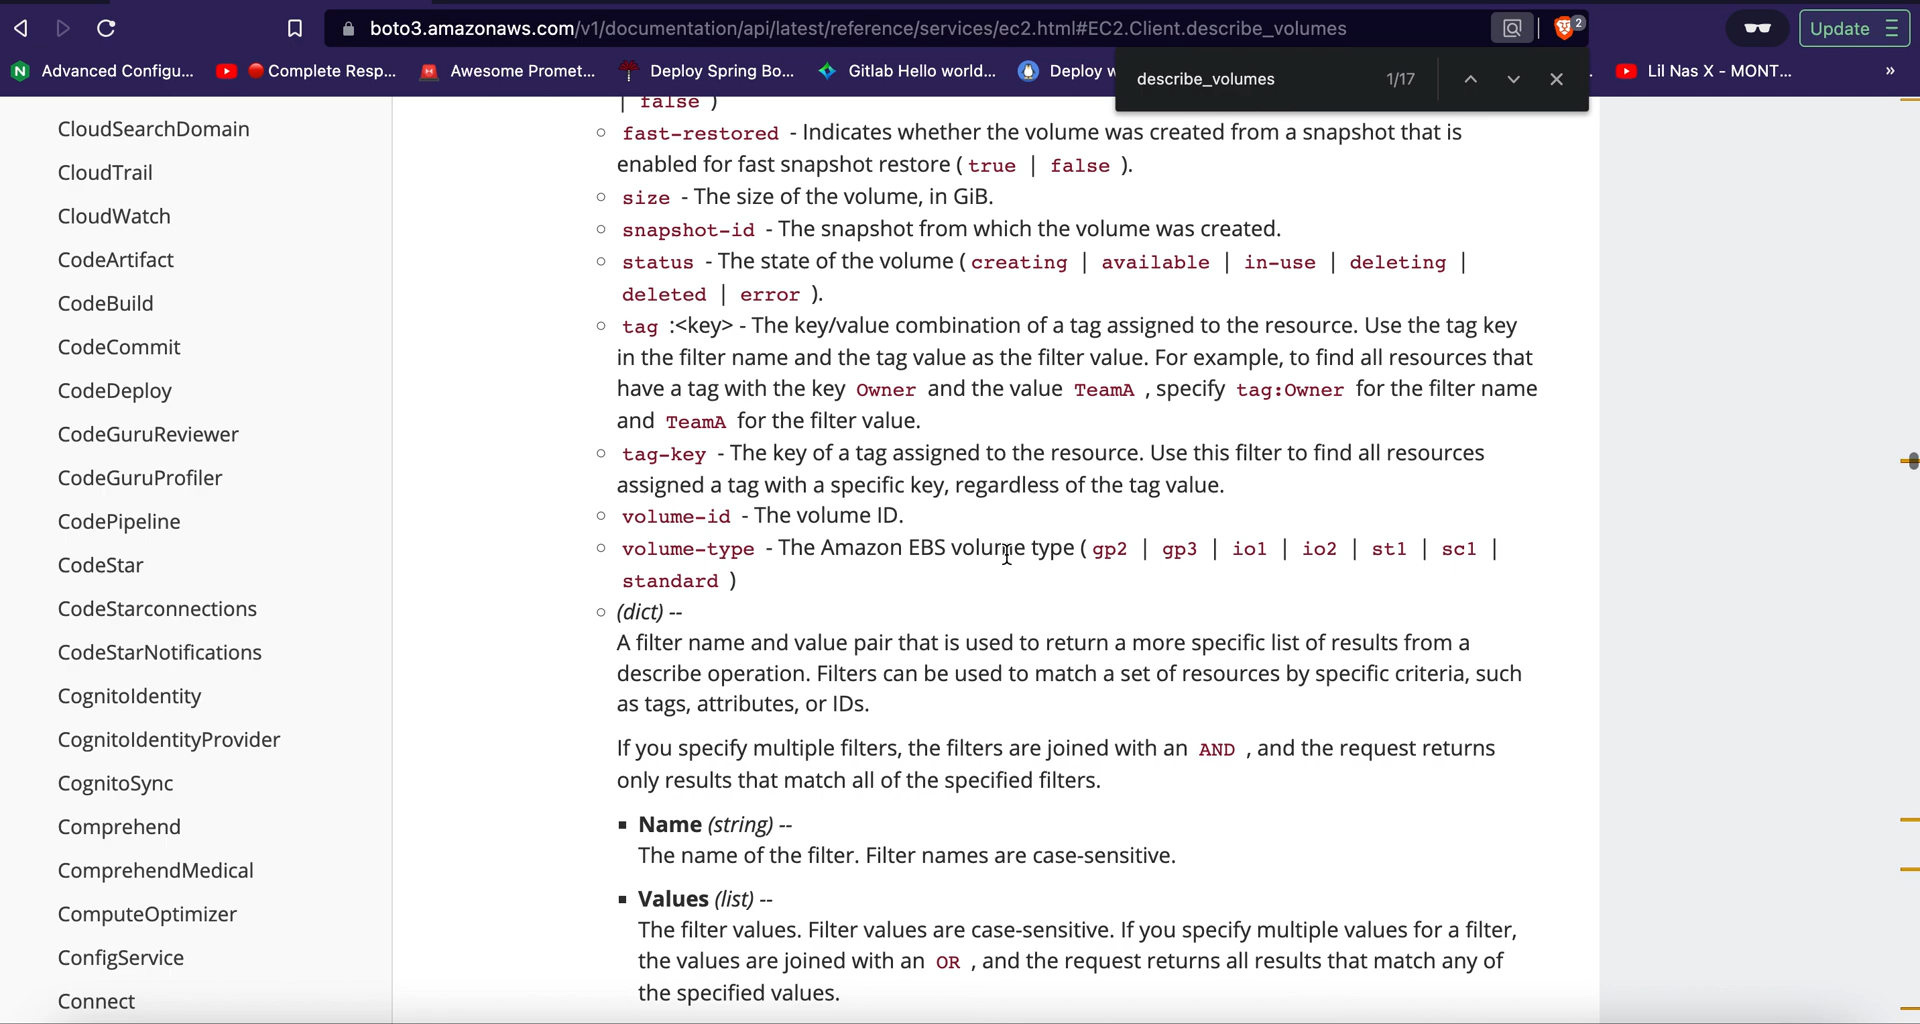 boto3.amazonaws.com/v1/documentation/api/latest/reference/services/ec2.html#EC2.Client.describe_volumes
2
Update
N Advanced Configu...
Complete Resp...
Awesome Promet...
Deploy Spring Bo...
Gitlab Hello world...
Deploy w
Lil Nas X - MONT...
»
describe_volumes 1/17
CloudSearchDomain
CloudTrail
CloudWatch
CodeArtifact
CodeBuild
CodeCommit
CodeDeploy
CodeGuruReviewer
CodeGuruProfiler
CodePipeline
CodeStar
CodeStarconnections
CodeStarNotifications
CognitoIdentity
CognitoIdentityProvider
CognitoSync
Comprehend
ComprehendMedical
ComputeOptimizer
ConfigService
Connect
| false )
fast-restored - Indicates whether the volume was created from a snapshot that is
enabled for fast snapshot restore ( true | false ).
size - The size of the volume, in GiB.
snapshot-id - The snapshot from which the volume was created.
status - The state of the volume ( creating | available | in-use | deleting |
deleted | error ).
tag :<key> - The key/value combination of a tag assigned to the resource. Use the tag key
in the filter name and the tag value as the filter value. For example, to find all resources that
have a tag with the key Owner and the value TeamA , specify tag:Owner for the filter name
and TeamA for the filter value.
tag-key - The key of a tag assigned to the resource. Use this filter to find all resources
assigned a tag with a specific key, regardless of the tag value.
volume-id - The volume ID.
volume-type - The Amazon EBS volume type ( gp2 | gp3 | io1 | io2 | st1 | sc1 |
standard )
(dict) --
A filter name and value pair that is used to return a more specific list of results from a
describe operation. Filters can be used to match a set of resources by specific criteria, such
as tags, attributes, or IDs.
If you specify multiple filters, the filters are joined with an AND , and the request returns
only results that match all of the specified filters.
Name (string) --
The name of the filter. Filter names are case-sensitive.
Values (list) --
The filter values. Filter values are case-sensitive. If you specify multiple values for a filter,
the values are joined with an OR , and the request returns all results that match any of
the specified values.